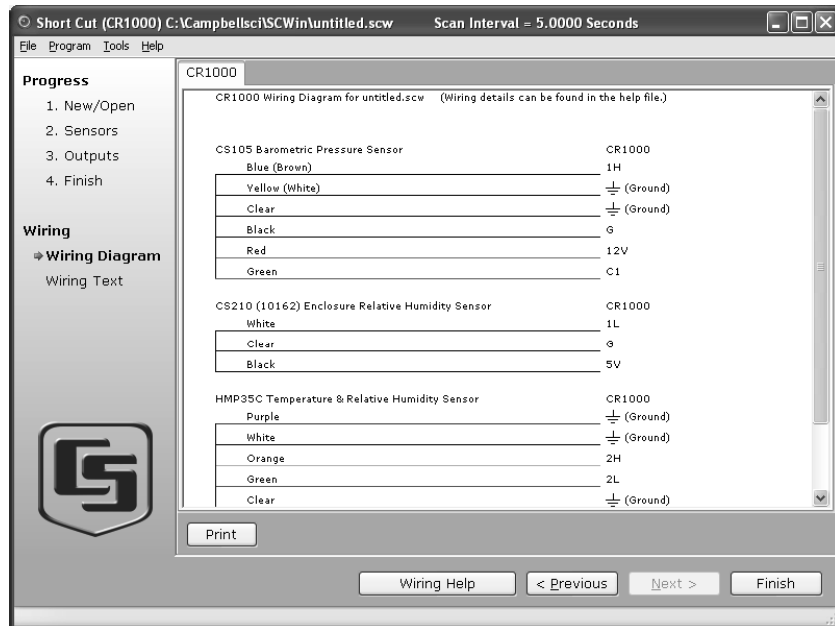 Short Cut (CR1000) C:\Campbellsci\SCWin\untitled.scw Scan Interval = 5.0000 Seconds
File Program Tools Help
Progress
1. New/Open
2. Sensors
3. Outputs
4. Finish
Wiring
Wiring Diagram
Wiring Text
CS
CR1000
CR1000 Wiring Diagram for untitled.scw (Wiring details can be found in the help file.)
CS105 Barometric Pressure Sensor CR1000
Blue (Brown) 1H
Yellow (White) (Ground)
Clear (Ground)
Black G
Red 12V
Green C1
CS210 (10162) Enclosure Relative Humidity Sensor CR1000
White 1L
Clear G
Black 5V
HMP35C Temperature & Relative Humidity Sensor CR1000
Purple (Ground)
White (Ground)
Orange 2H
Green 2L
Clear (Ground)
Print
Wiring Help < Previous Next > Finish